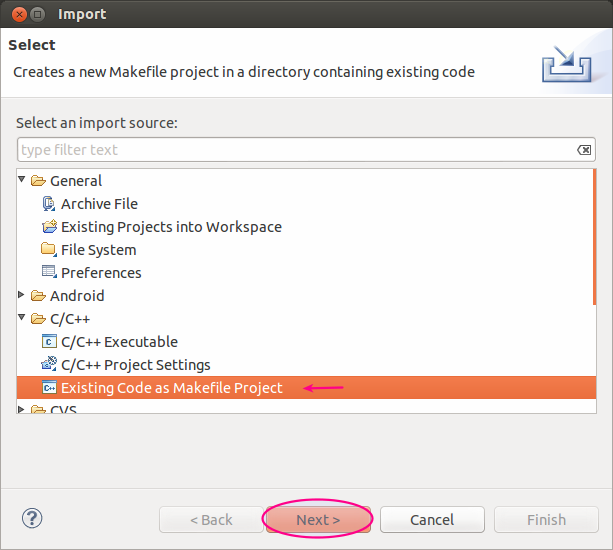 Import
Select
Creates a new Makefile project in a directory containing existing code
Select an import source:
type filter text
General
Archive File
Existing Projects into Workspace
File System
Preferences
Android
C/C++
C/C++ Executable
C/C++ Project Settings
Existing Code as Makefile Project
CVS
? < Back Next > Cancel Finish